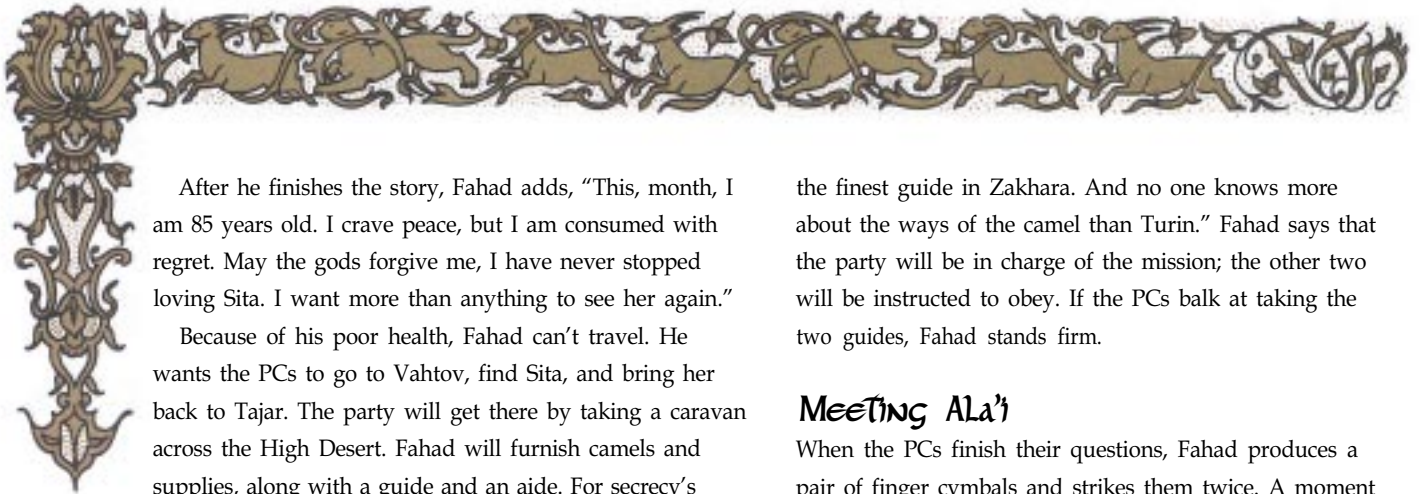 After he finishes the story, Fahad adds, “This, month, I
am 85 years old. I crave peace, but I am consumed with
regret. May the gods forgive me, I have never stopped
loving Sita. I want more than anything to see her again.”
Because of his poor health, Fahad can’t travel. He
wants the PCs to go to Vahtov, find Sita, and bring her
back to Tajar. The party will get there by taking a caravan
across the High Desert. Fahad will furnish camels and
supplies, along with a guide and an aide. For secrecy’s
the finest guide in Zakhara. And no one knows more
about the ways of the camel than Turin.” Fahad says that
the party will be in charge of the mission; the other two
will be instructed to obey. If the PCs balk at taking the
two guides, Fahad stands firm.
Meeting Ala’i
When the PCs finish their questions, Fahad produces a
pair of finger cymbals and strikes them twice. A moment